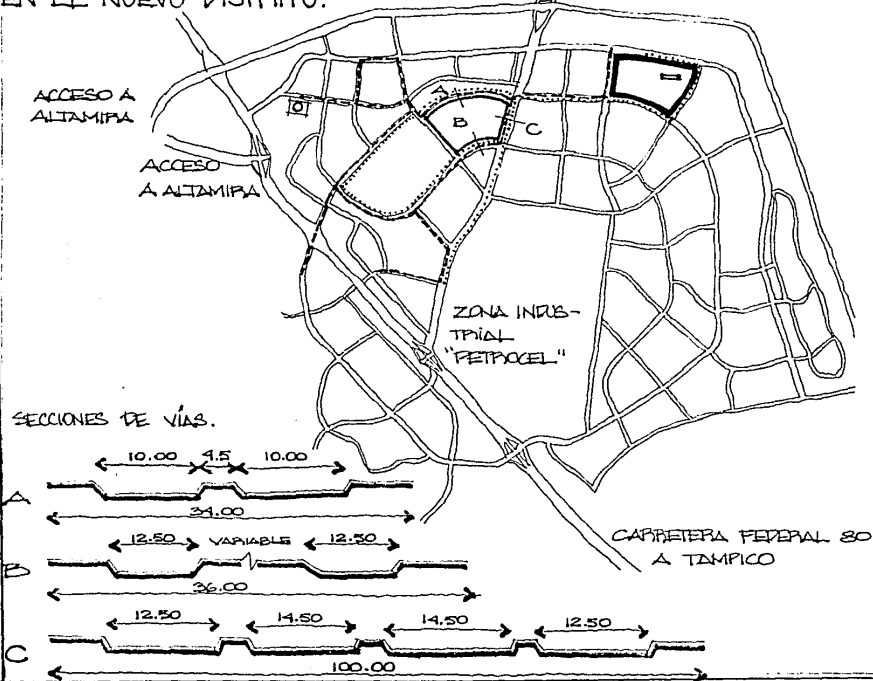 EN EL NUEVO DISTRITO.
ACCESO A
ALTAMIRA
ACCESO
A ALTAMIRA
A
B
C
ZONA INDUS-
TRIAL
"PETROCEL"
SECCIONES DE VÍAS.
10.00 4.5 10.00
A
34.00
12.50 VARIABLE 12.50
B
36.00
CARRETERA FEDERAL 80
A TAMPICO
12.50 14.50 14.50 12.50
C
100.00